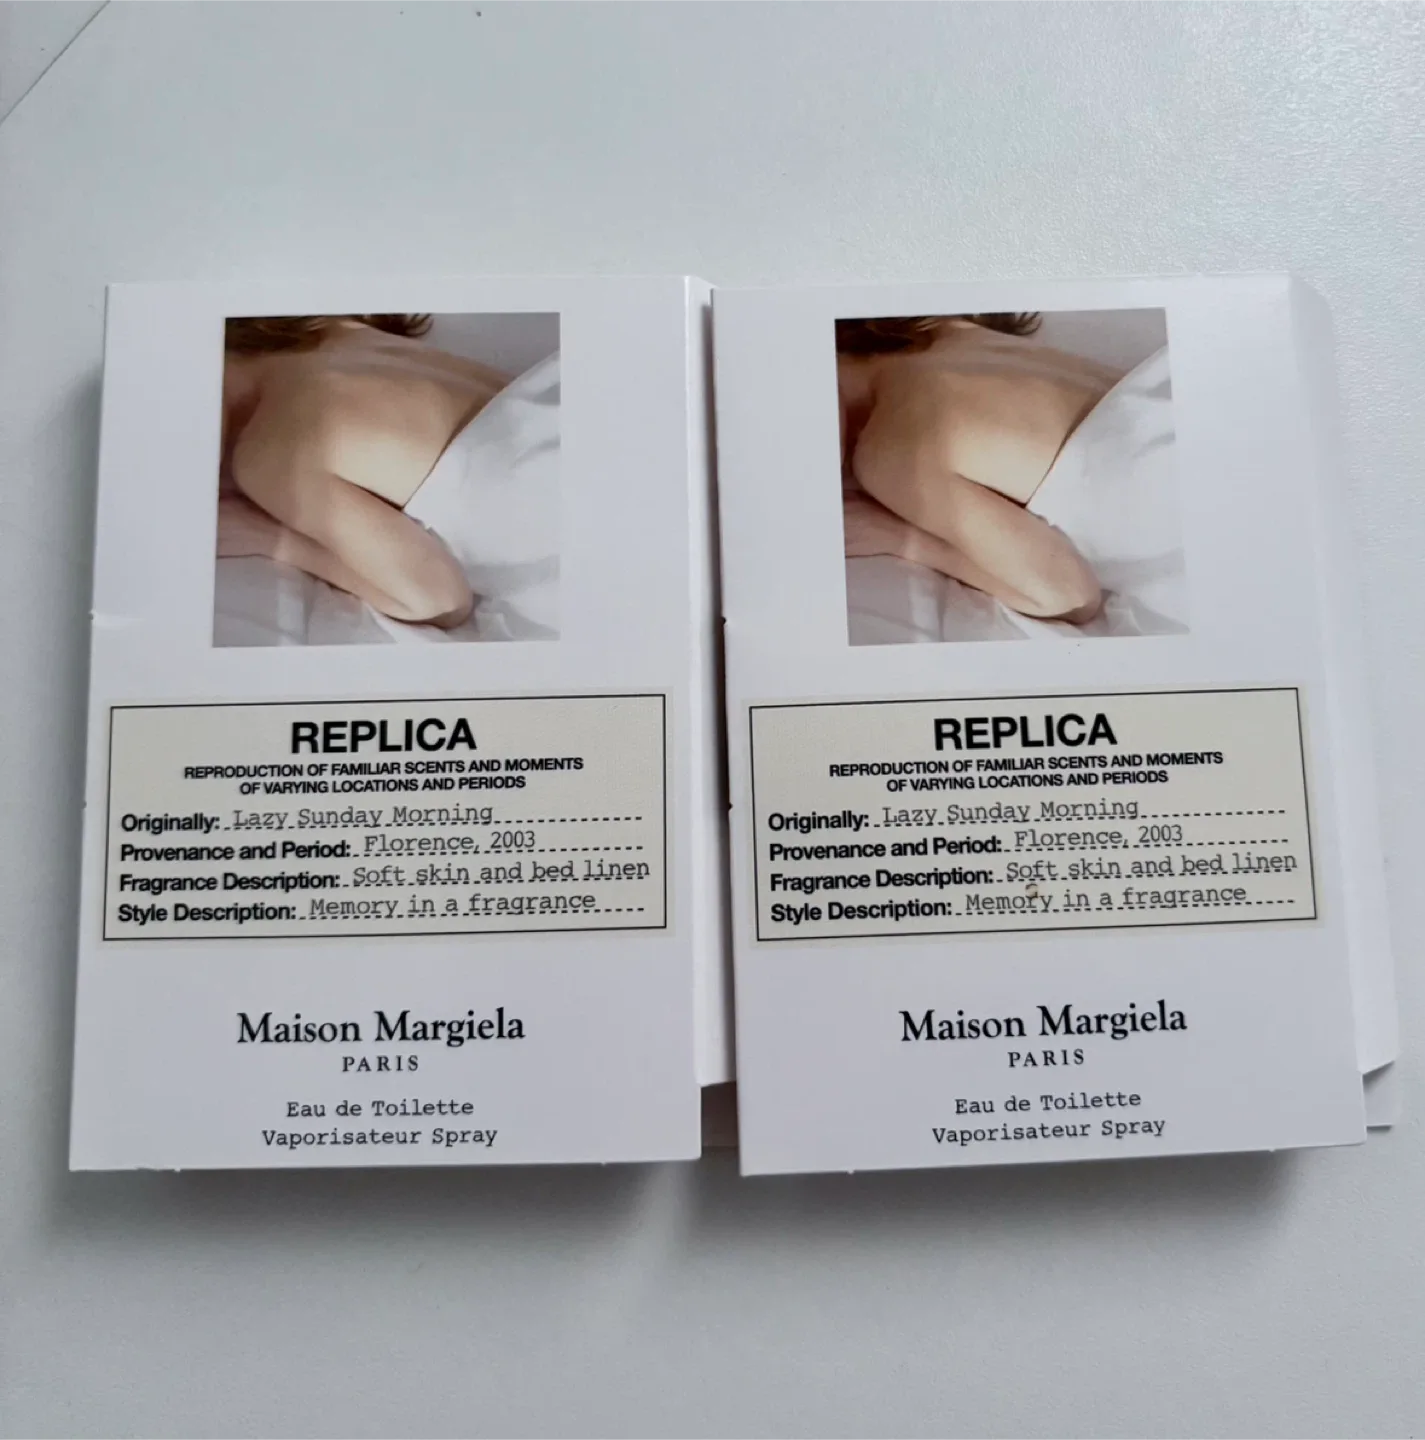 REPLICA
REPRODUCTION OF FAMILIAR SCENTS AND MOMENTS
OF VARYING LOCATIONS AND PERIODS
Originally: Lazy Sunday Morning
Provenance and Period: Florence, 2003
Fragrance Description: Soft skin and bed linen
Style Description: Memory in a fragrance
Maison Margiela
PARIS
Eau de Toilette
Vaporisateur Spray
REPLICA
REPRODUCTION OF FAMILIAR SCENTS AND MOMENTS
OF VARYING LOCATIONS AND PERIODS
Originally: Lazy Sunday Morning
Provenance and Period: Florence, 2003
Fragrance Description: Soft skin and bed linen
Style Description: Memory in a fragrance
Maison Margiela
PARIS
Eau de Toilette
Vaporisateur Spray